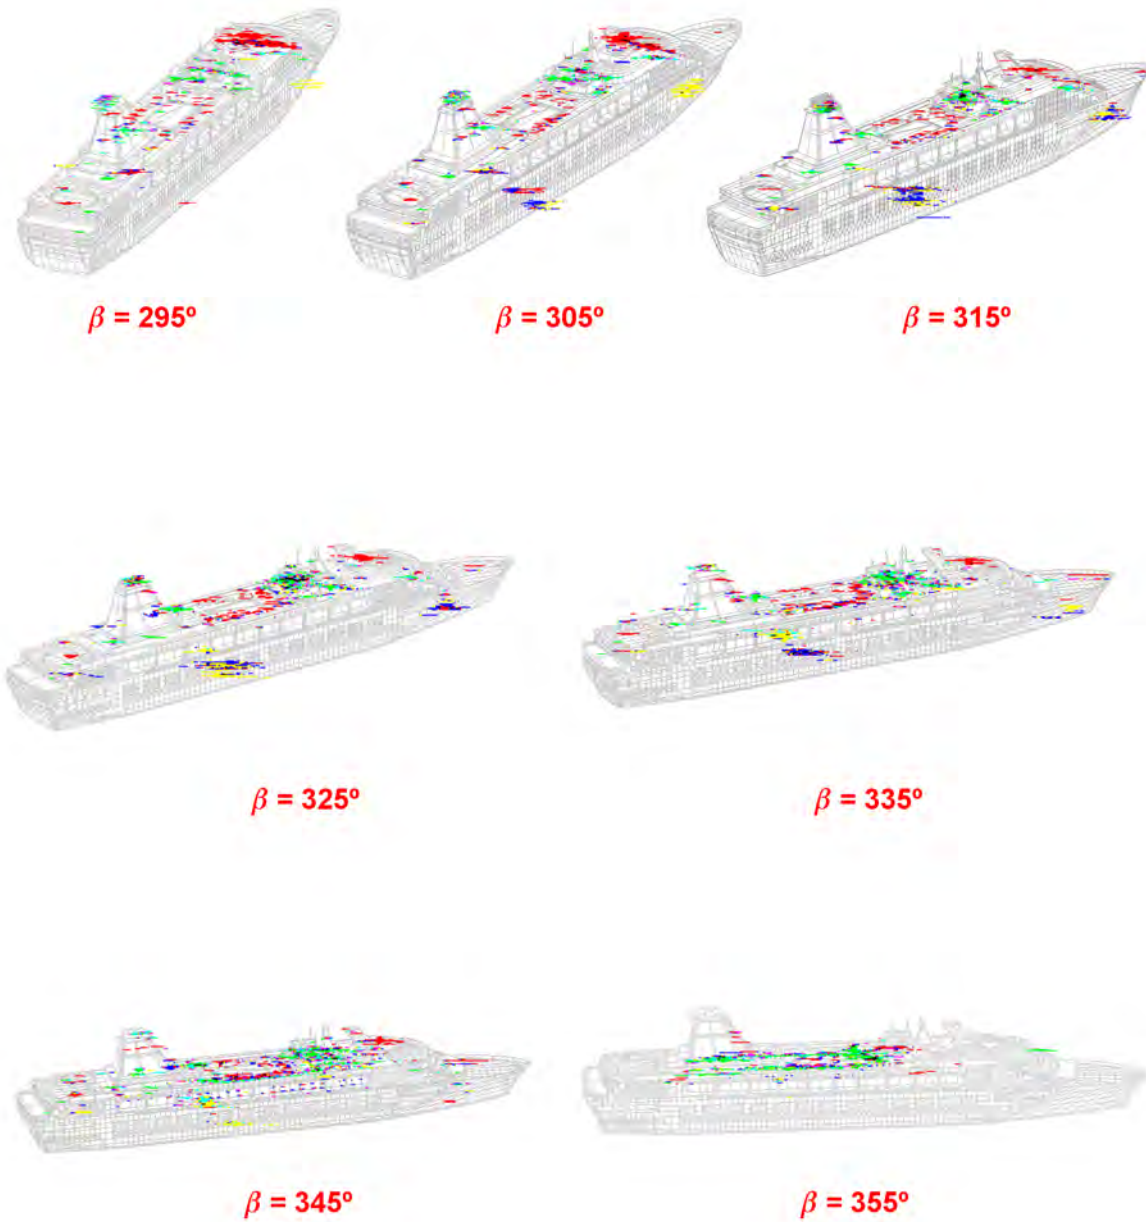 β = 295º
β = 305º
β = 315º
β = 325º
β = 335º
β = 345º
β = 355º